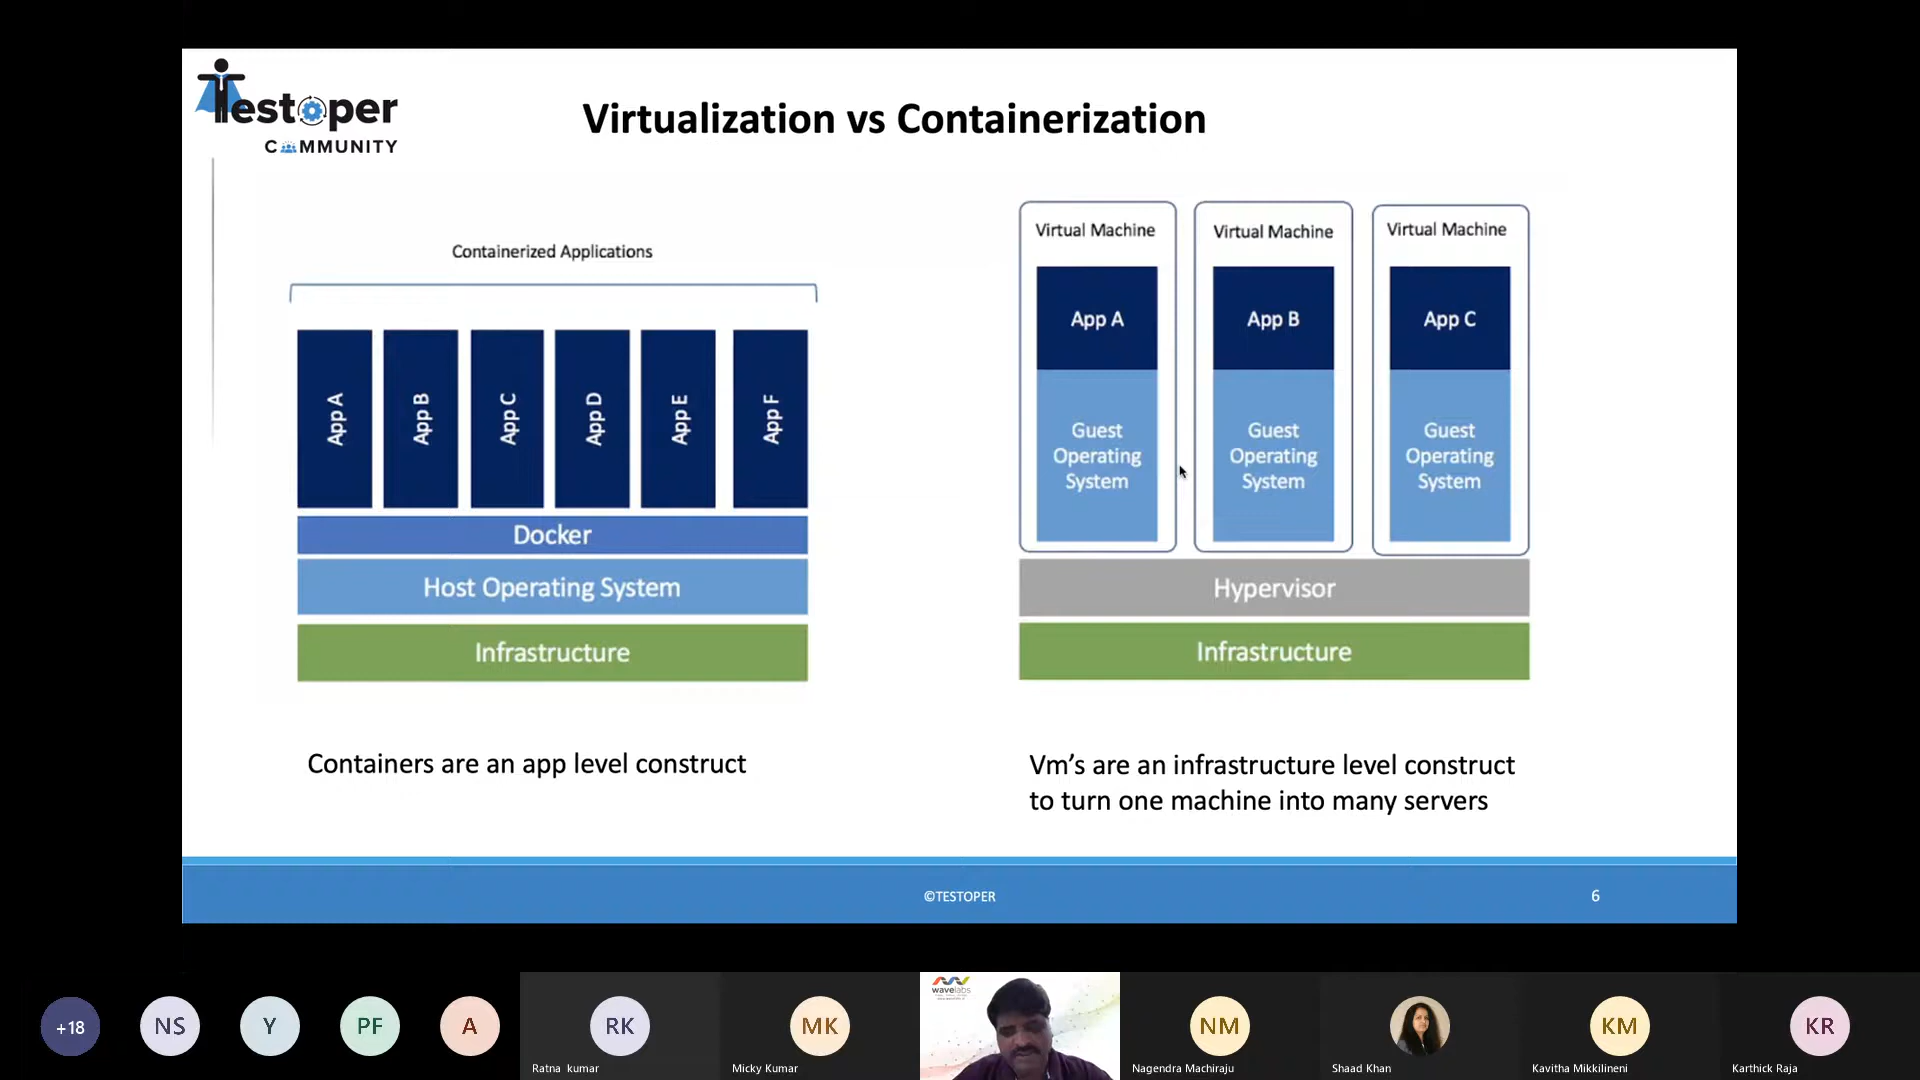 Testoper
COMMUNITY
Virtualization vs Containerization
Containerized Applications
App A
App B
App C
App D
App E
App F
Docker
Host Operating System
Infrastructure
Containers are an app level construct
Virtual Machine
App A
Guest
Operating
System
Virtual Machine
App B
Guest
Operating
System
Virtual Machine
App C
Guest
Operating
System
Hypervisor
Infrastructure
Vm’s are an infrastructure level construct
to turn one machine into many servers
©TESTOPER
6
+18
NS
Y
PF
A
RK
Ratna kumar
MK
Micky Kumar
wavelabs
NM
Nagendra Machiraju
Shaad Khan
KM
Kavitha Mikkilineni
KR
Karthick Raja